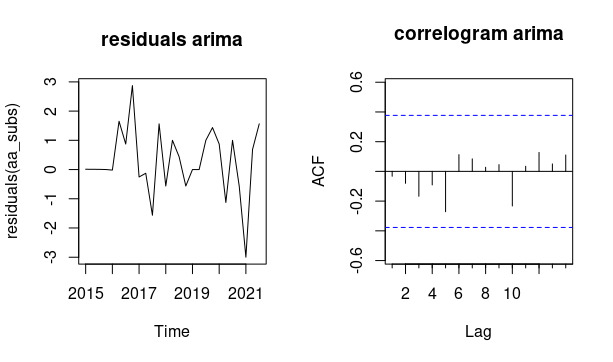 residuals arima
residuals(aa_subs)
3
2
1
0
-1
-2
-3
2015 2017 2019 2021
Time
correlogram arima
ACF
0.6
0.2
-0.2
-0.6
2 4 6 8 10
Lag